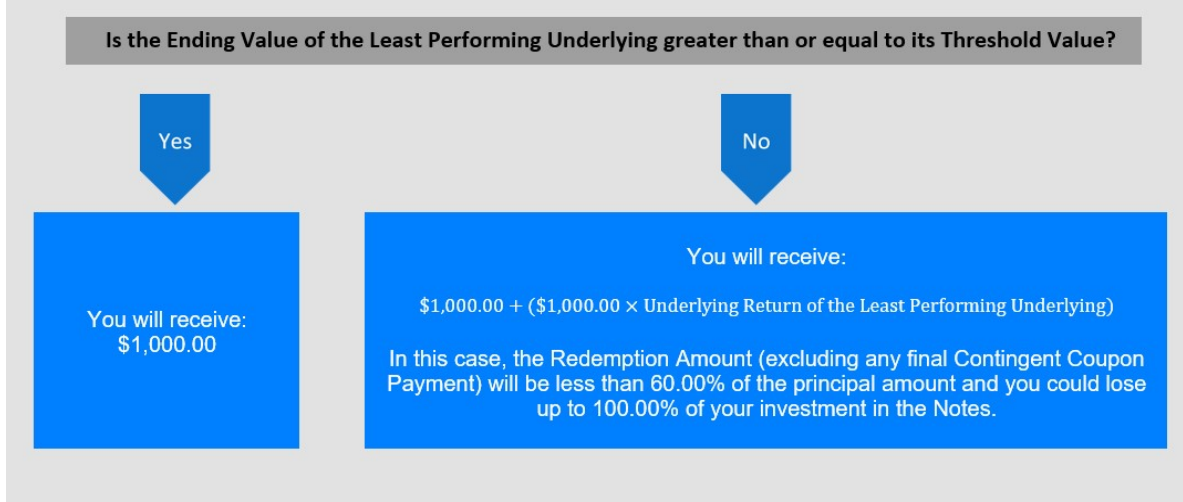 Is the Ending Value of the Least Performing Underlying greater than or equal to its Threshold Value?
Yes
No
You will receive:
$1,000.00
You will receive:
$1,000.00 + ($1,000.00 × Underlying Return of the Least Performing Underlying)
In this case, the Redemption Amount (excluding any final Contingent Coupon
Payment) will be less than 60.00% of the principal amount and you could lose
up to 100.00% of your investment in the Notes.